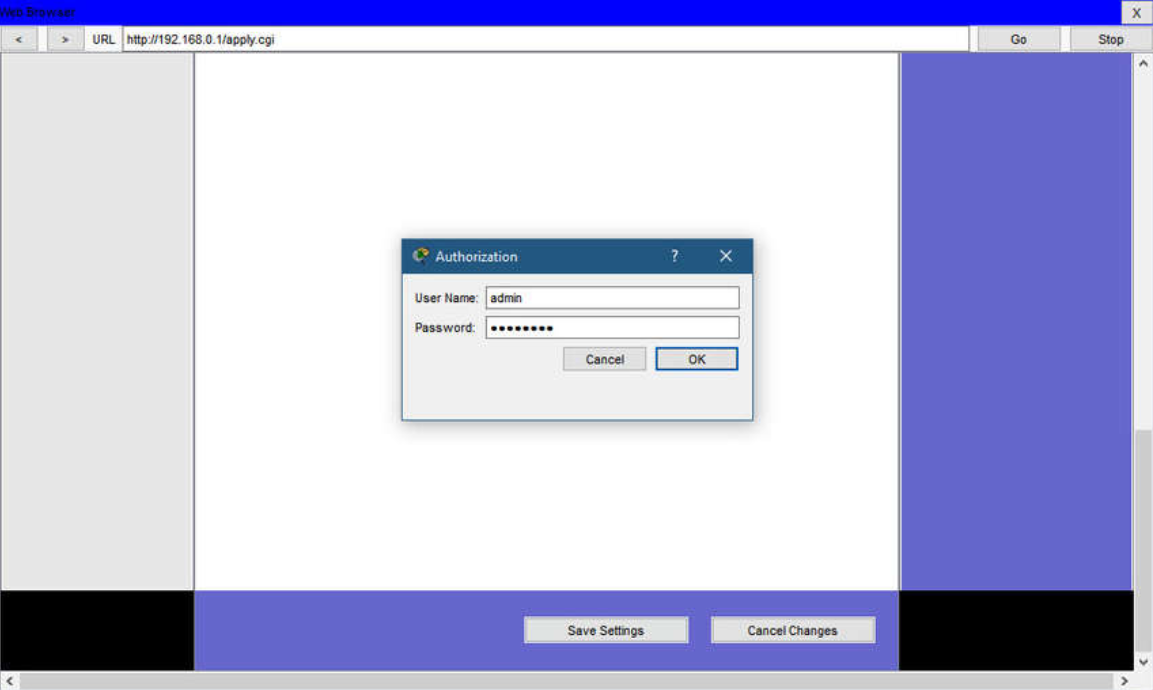 Web Browser
X
< > URL http://192.168.0.1/apply.cgi Go Stop
Authorization ? X
User Name: admin
Password: ••••••••
Cancel OK
Save Settings Cancel Changes